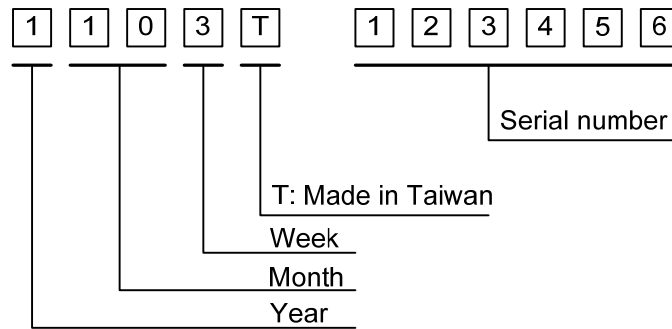 1 1 0 3 T 1 2 3 4 5 6
Serial number
T: Made in Taiwan
Week
Month
Year